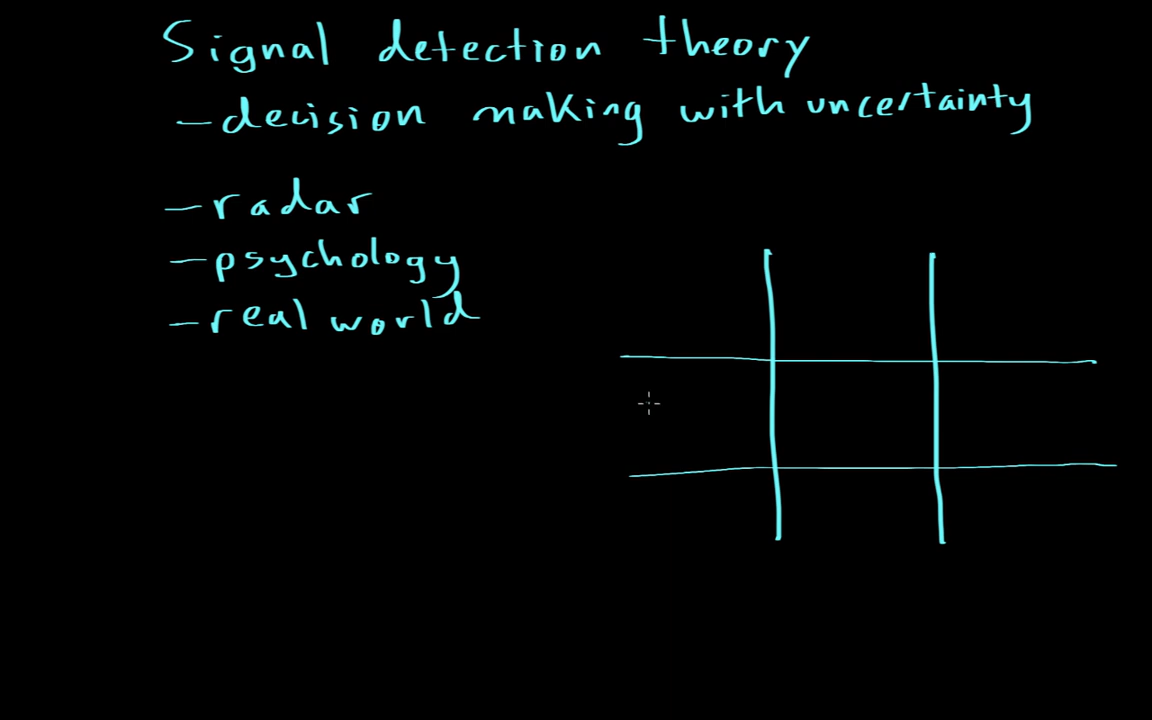 Signal detection theory
- decision making with uncertainty
- radar
- psychology
- real world